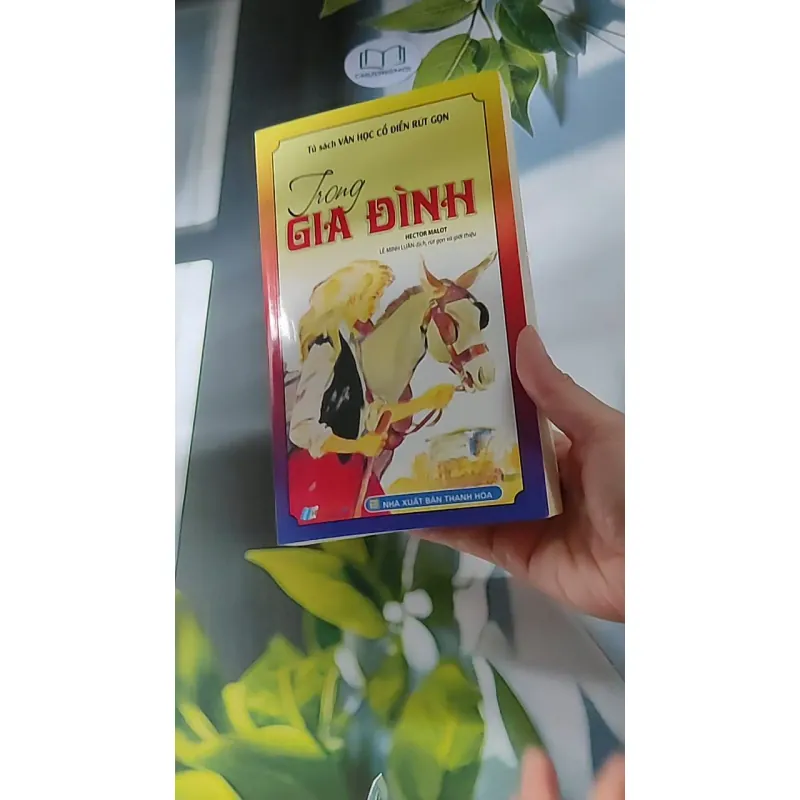 Tủ sách VĂN HỌC CỔ ĐIỂN RÚT GỌN
Trong
GIA ĐÌNH
HECTOR MALOT
LÊ MINH LUÂN dịch, rút gọn và giới thiệu
NHÀ XUẤT BẢN THANH HÓA